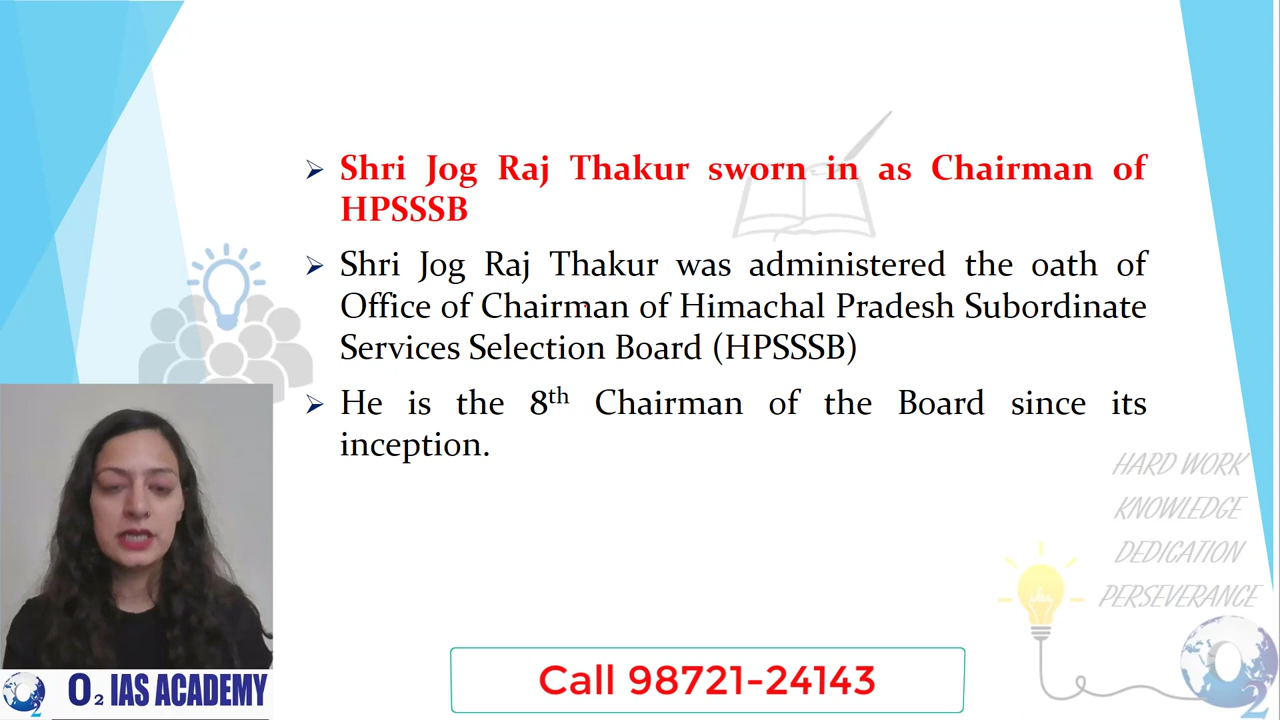 Shri Jog Raj Thakur sworn in as Chairman of
HPSSSB
Shri Jog Raj Thakur was administered the oath of
Office of Chairman of Himachal Pradesh Subordinate
Services Selection Board (HPSSSB)
He is the 8th Chairman of the Board since its
inception.
HARD WORK
KNOWLEDGE
DEDICATION
PERSEVERANCE
Call 98721-24143
O2 IAS ACADEMY
O2